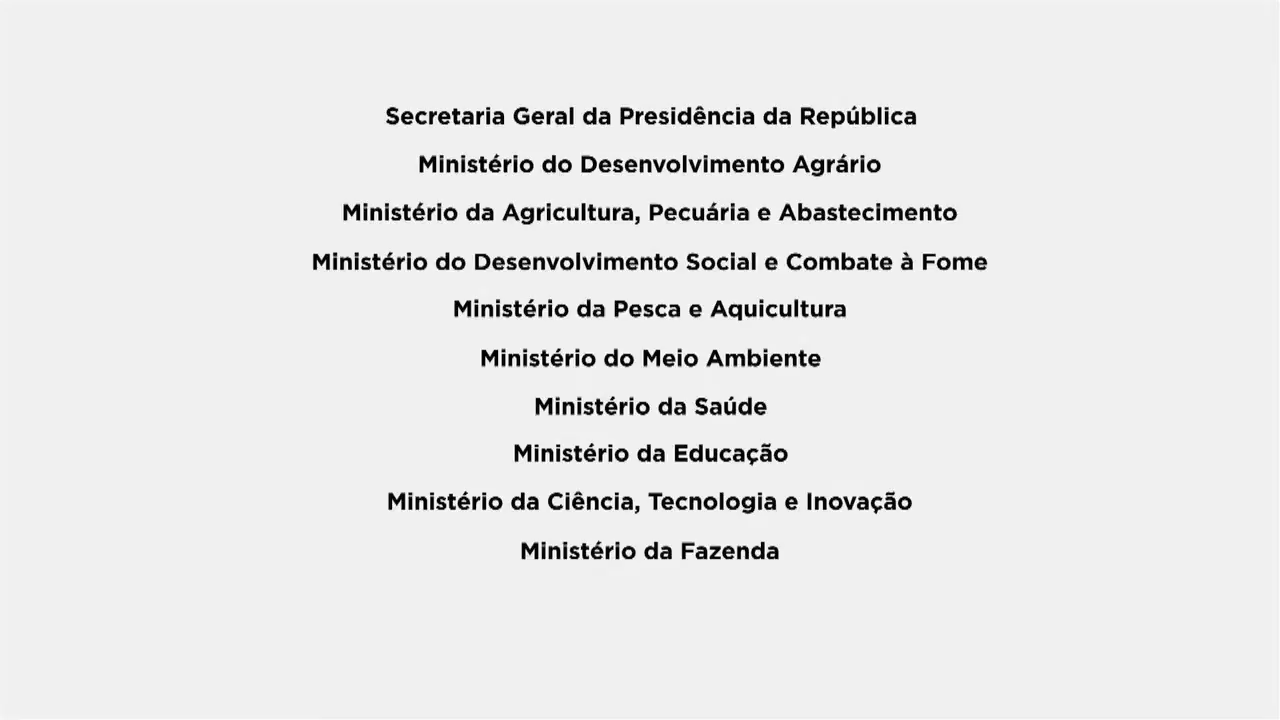 Secretaria Geral da Presidência da República
Ministério do Desenvolvimento Agrário
Ministério da Agricultura, Pecuária e Abastecimento
Ministério do Desenvolvimento Social e Combate à Fome
Ministério da Pesca e Aquicultura
Ministério do Meio Ambiente
Ministério da Saúde
Ministério da Educação
Ministério da Ciência, Tecnologia e Inovação
Ministério da Fazenda